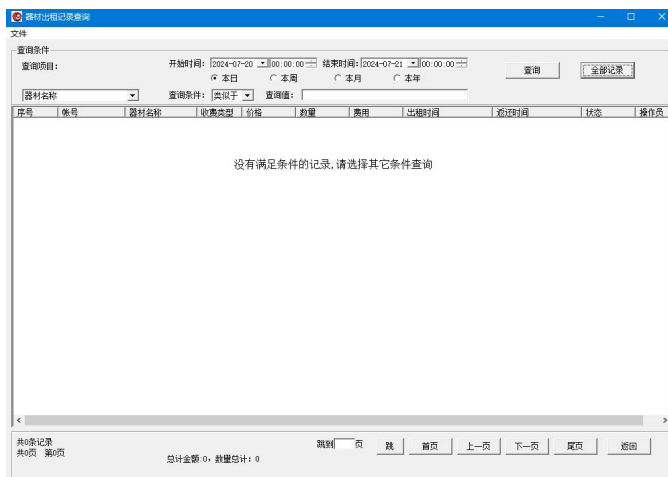 器材出租记录查询
文件
查询条件
查询项目: 开始时间: 2024-07-20 00:00:00 结束时间: 2024-07-21 00:00:00 查询 全部记录
本日 本周 本月 本年
器材名称 查询条件: 类似于 查询值:
序号 帐号 器材名称 收费类型 价格 数量 费用 出租时间 返还时间 状态 操作员
没有满足条件的记录,请选择其它条件查询
共0条记录 跳到 页 跳 首页 上一页 下一页 尾页 返回
共0页 第0页
总计金额:0, 数量总计: 0